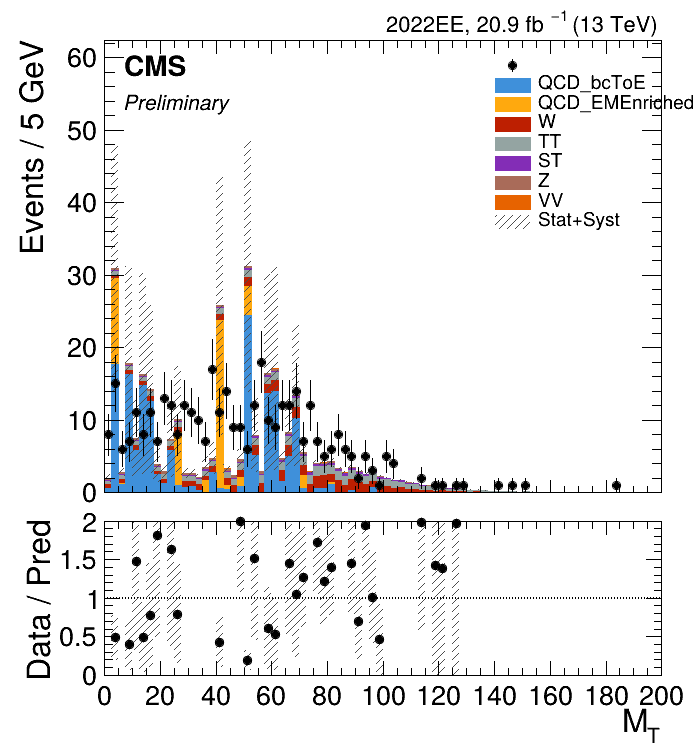 2022EE, 20.9 fb⁻¹ (13 TeV)
CMS
Preliminary
QCD_bcToE
QCD_EMEnriched
W
TT
ST
Z
VV
Stat+Syst
Events / 5 GeV
60
50
40
30
20
10
0
Data / Pred
2
1.5
1
0.5
0
0 20 40 60 80 100 120 140 160 180 200
M_T